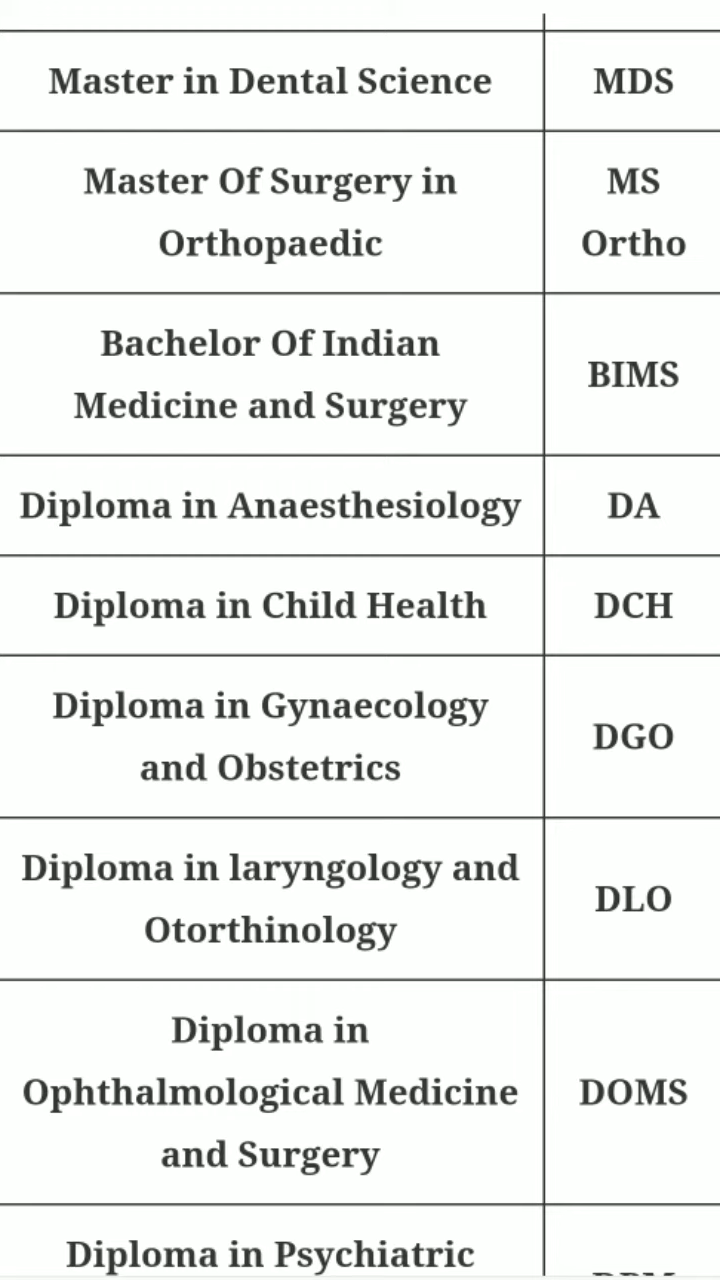 Master in Dental Science
MDS
Master Of Surgery in
Orthopaedic
MS
Ortho
Bachelor Of Indian
Medicine and Surgery
BIMS
Diploma in Anaesthesiology
DA
Diploma in Child Health
DCH
Diploma in Gynaecology
and Obstetrics
DGO
Diploma in laryngology and
Otorthinology
DLO
Diploma in
Ophthalmological Medicine
and Surgery
DOMS
Diploma in Psychiatric